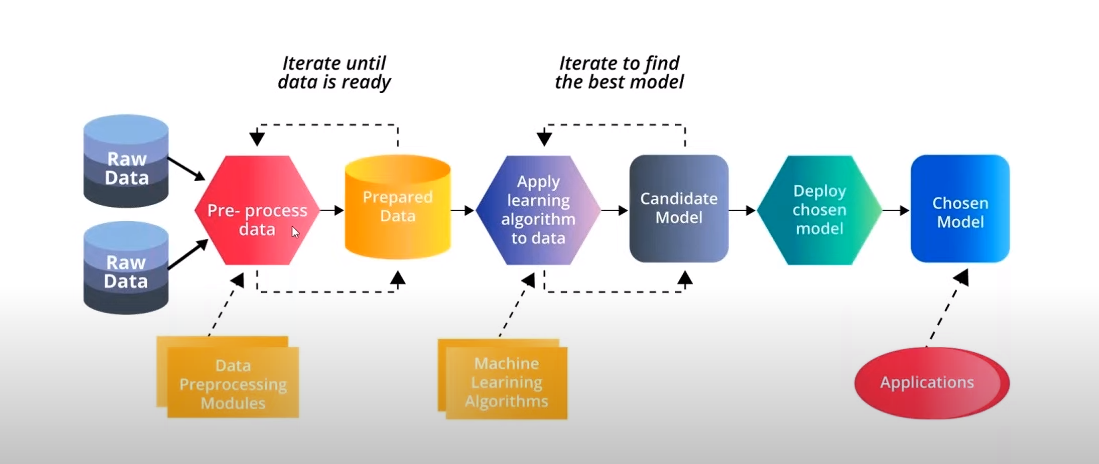 Iterate until
data is ready
Iterate to find
the best model
Raw
Data
Raw
Data
Pre- process
data
Prepared
Data
Apply
learning
algorithm
to data
Candidate
Model
Deploy
chosen
model
Chosen
Model
Data
Preprocessing
Modules
Machine
Learining
Algorithms
Applications